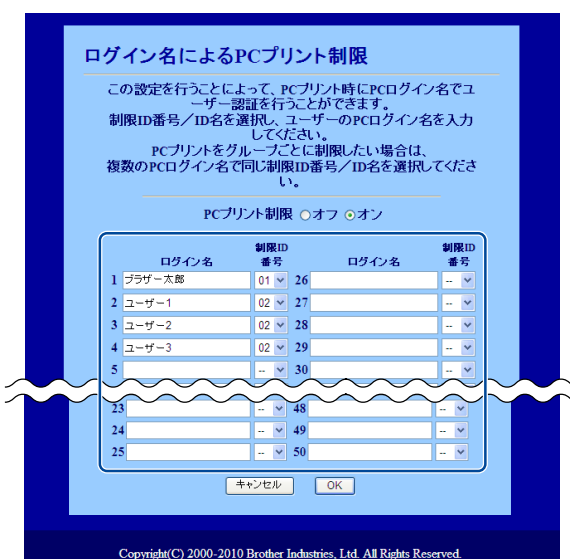 ログイン名によるPCプリント制限
この設定を行うことによって、PCプリント時にPCログイン名でユ
ーザー認証を行うことができます。
制限ID番号／ID名を選択し、ユーザーのPCログイン名を入力
してください。
PCプリントをグループごとに制限したい場合は、
複数のPCログイン名で同じ制限ID番号／ID名を選択してくださ
い。
PCプリント制限 オフ オン
ログイン名 制限ID番号 ログイン名 制限ID番号
1 ブラザー太郎 01 26 --
2 ユーザー1 02 27 --
3 ユーザー2 02 28 --
4 ユーザー3 02 29 --
5 -- 30 --
23 -- 48 --
24 -- 49 --
25 -- 50 --
キャンセル OK
Copyright(C) 2000-2010 Brother Industries, Ltd. All Rights Reserved.